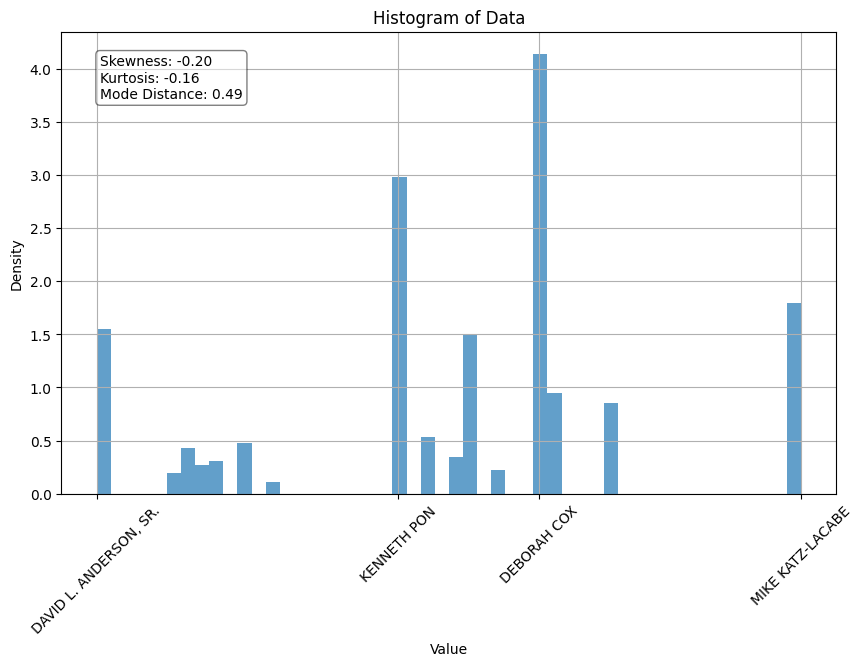 Histogram of Data
Skewness: -0.20
Kurtosis: -0.16
Mode Distance: 0.49
4.0
3.5
3.0
2.5
2.0
1.5
1.0
0.5
0.0
Density
DAVID L. ANDERSON, SR.
KENNETH PON
DEBORAH COX
MIKE KATZ-LACABE
Value